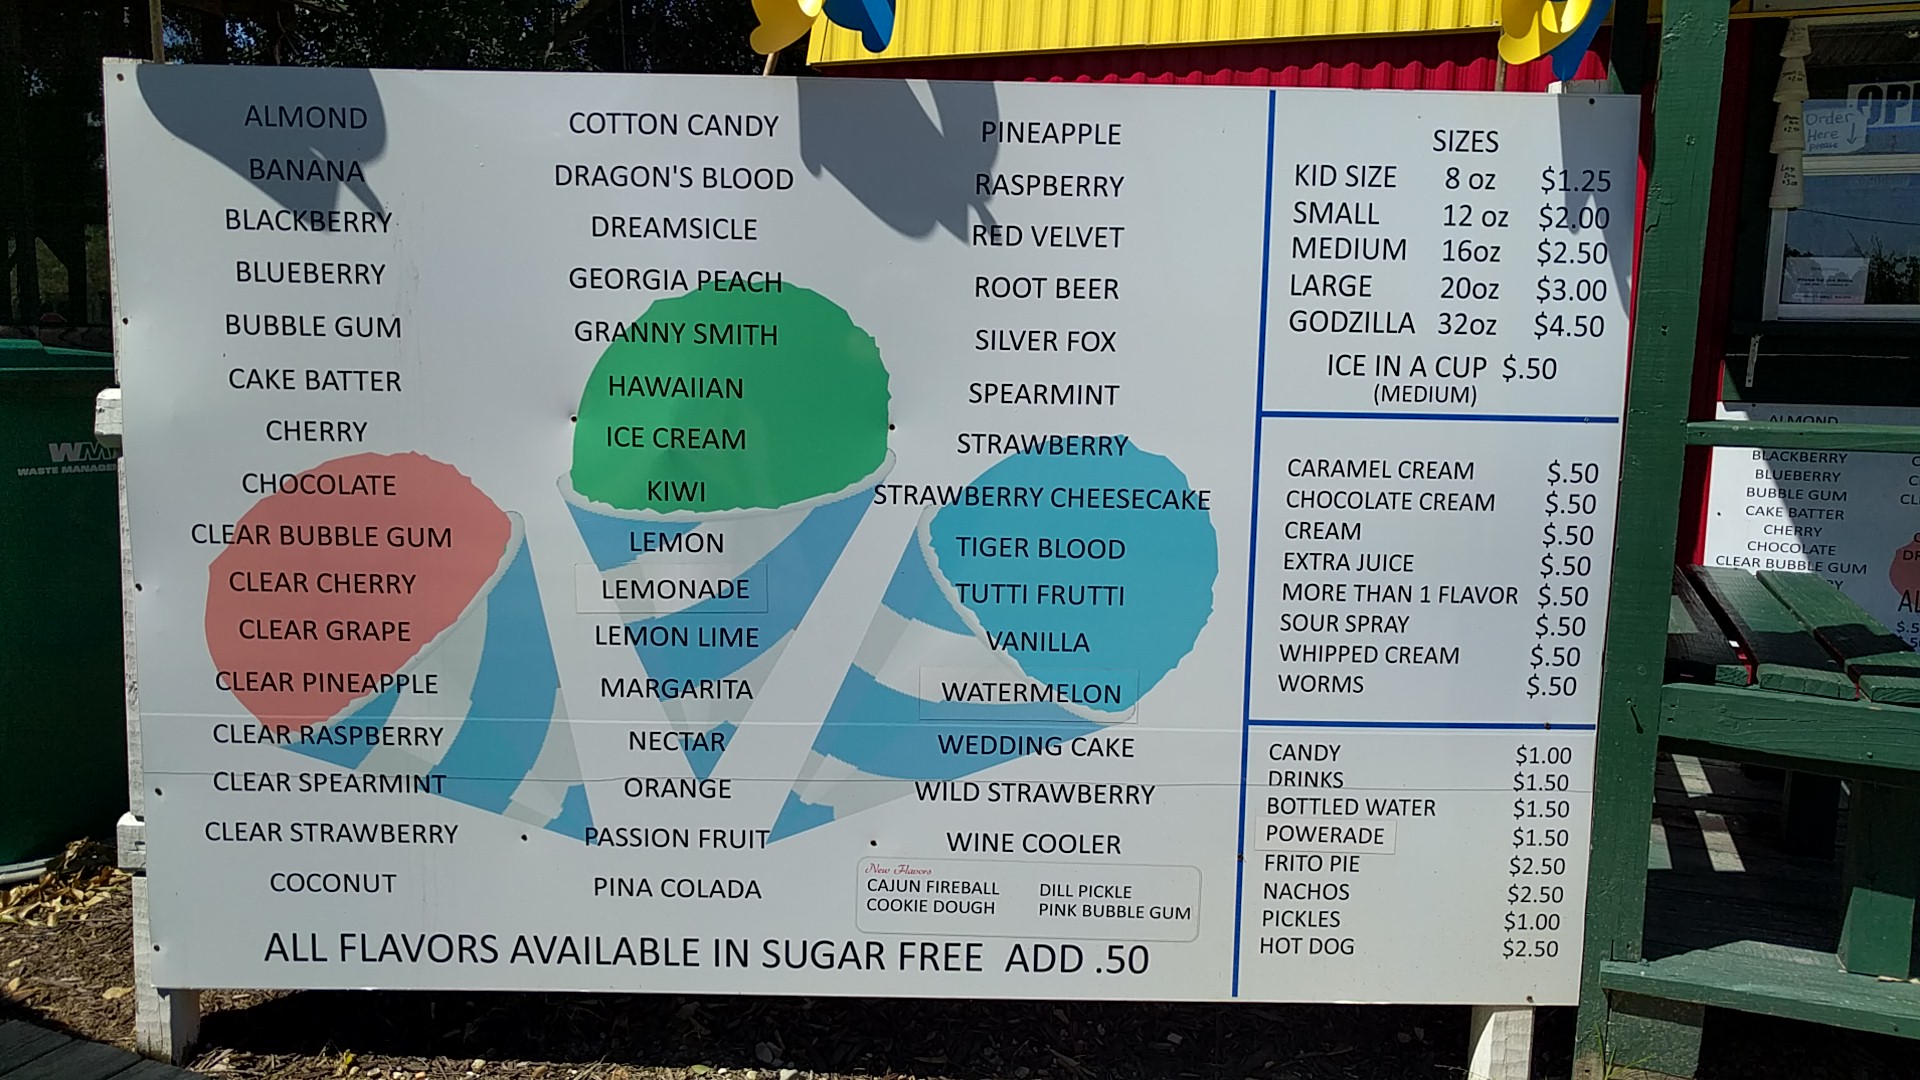 ALMOND
BANANA
BLACKBERRY
BLUEBERRY
BUBBLE GUM
CAKE BATTER
CHERRY
CHOCOLATE
CLEAR BUBBLE GUM
CLEAR CHERRY
CLEAR GRAPE
CLEAR PINEAPPLE
CLEAR RASPBERRY
CLEAR SPEARMINT
CLEAR STRAWBERRY
COCONUT
COTTON CANDY
DRAGON'S BLOOD
DREAMSICLE
GEORGIA PEACH
GRANNY SMITH
HAWAIIAN
ICE CREAM
KIWI
LEMON
LEMONADE
LEMON LIME
MARGARITA
NECTAR
ORANGE
PASSION FRUIT
PINA COLADA
PINEAPPLE
RASPBERRY
RED VELVET
ROOT BEER
SILVER FOX
SPEARMINT
STRAWBERRY
STRAWBERRY CHEESECAKE
TIGER BLOOD
TUTTI FRUTTI
VANILLA
WATERMELON
WEDDING CAKE
WILD STRAWBERRY
WINE COOLER
New Flavors
CAJUN FIREBALL DILL PICKLE
COOKIE DOUGH PINK BUBBLE GUM
ALL FLAVORS AVAILABLE IN SUGAR FREE ADD .50
SIZES
KID SIZE 8 oz $1.25
SMALL 12 oz $2.00
MEDIUM 16oz $2.50
LARGE 20oz $3.00
GODZILLA 32oz $4.50
ICE IN A CUP $.50
(MEDIUM)
CARAMEL CREAM $.50
CHOCOLATE CREAM $.50
CREAM $.50
EXTRA JUICE $.50
MORE THAN 1 FLAVOR $.50
SOUR SPRAY $.50
WHIPPED CREAM $.50
WORMS $.50
CANDY $1.00
DRINKS $1.50
BOTTLED WATER $1.50
POWERADE $1.50
FRITO PIE $2.50
NACHOS $2.50
PICKLES $1.00
HOT DOG $2.50
WM
WASTE MANAGE
OPE
Order
Here
please
ALMOND
BLACKBERRY
BLUEBERRY
BUBBLE GUM
CAKE BATTER
CHERRY
CHOCOLATE
CLEAR BUBBLE GUM